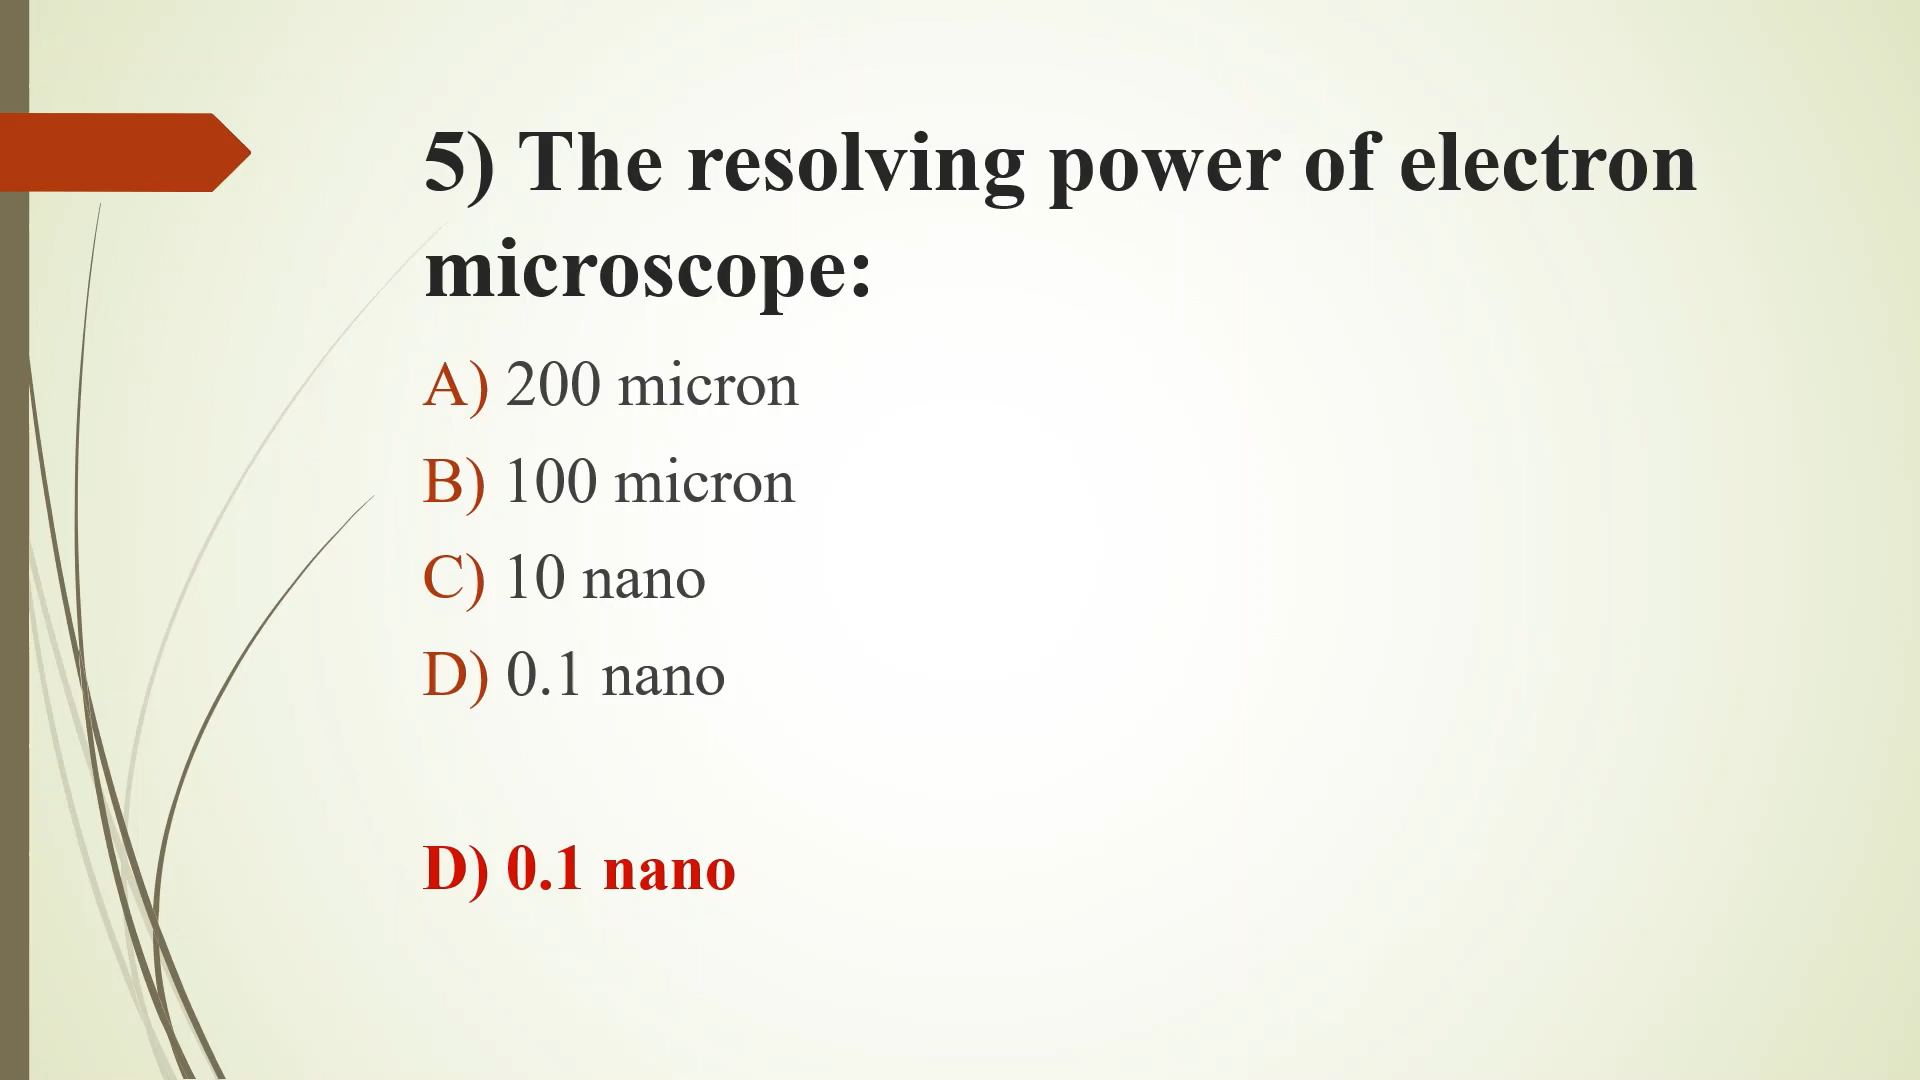 5) The resolving power of electron
microscope:
A) 200 micron
B) 100 micron
C) 10 nano
D) 0.1 nano
D) 0.1 nano